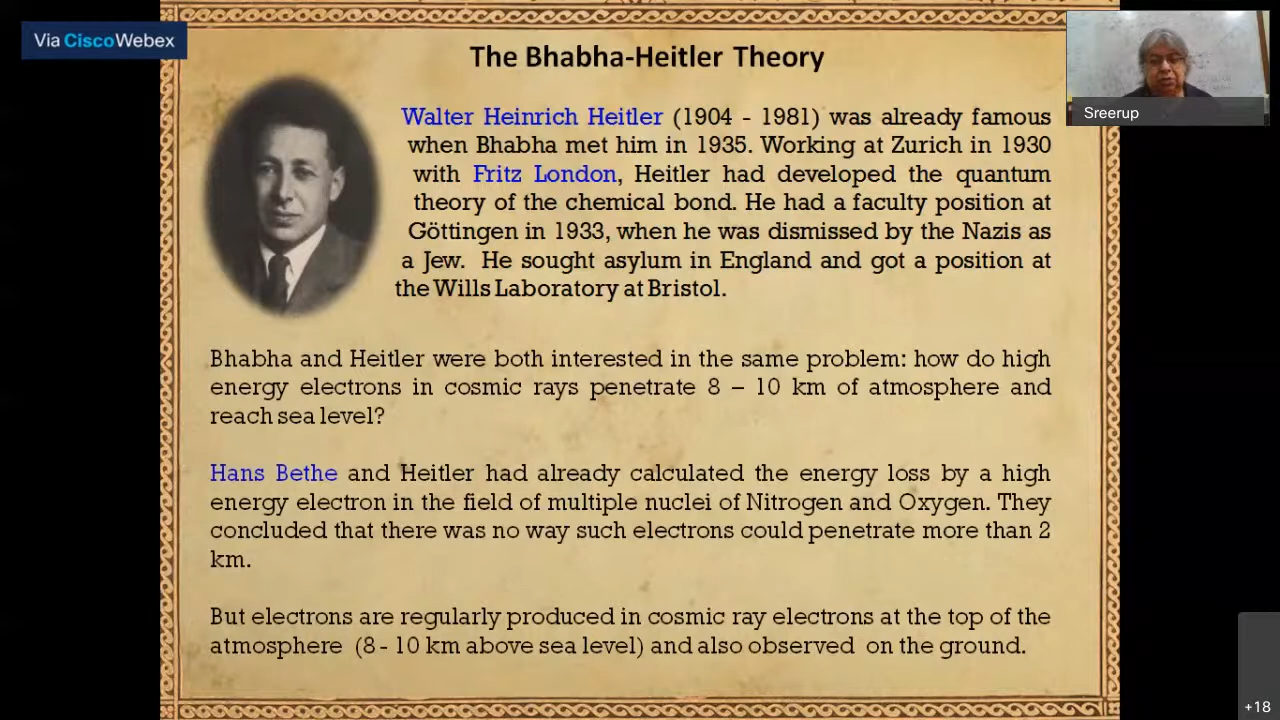 Via CiscoWebex
The Bhabha-Heitler Theory
Sreerup
Walter Heinrich Heitler (1904 - 1981) was already famous
when Bhabha met him in 1935. Working at Zurich in 1930
with Fritz London, Heitler had developed the quantum
theory of the chemical bond. He had a faculty position at
Göttingen in 1933, when he was dismissed by the Nazis as
a Jew. He sought asylum in England and got a position at
the Wills Laboratory at Bristol.
Bhabha and Heitler were both interested in the same problem: how do high
energy electrons in cosmic rays penetrate 8 – 10 km of atmosphere and
reach sea level?
Hans Bethe and Heitler had already calculated the energy loss by a high
energy electron in the field of multiple nuclei of Nitrogen and Oxygen. They
concluded that there was no way such electrons could penetrate more than 2
km.
But electrons are regularly produced in cosmic ray electrons at the top of the
atmosphere (8 - 10 km above sea level) and also observed on the ground.
+18